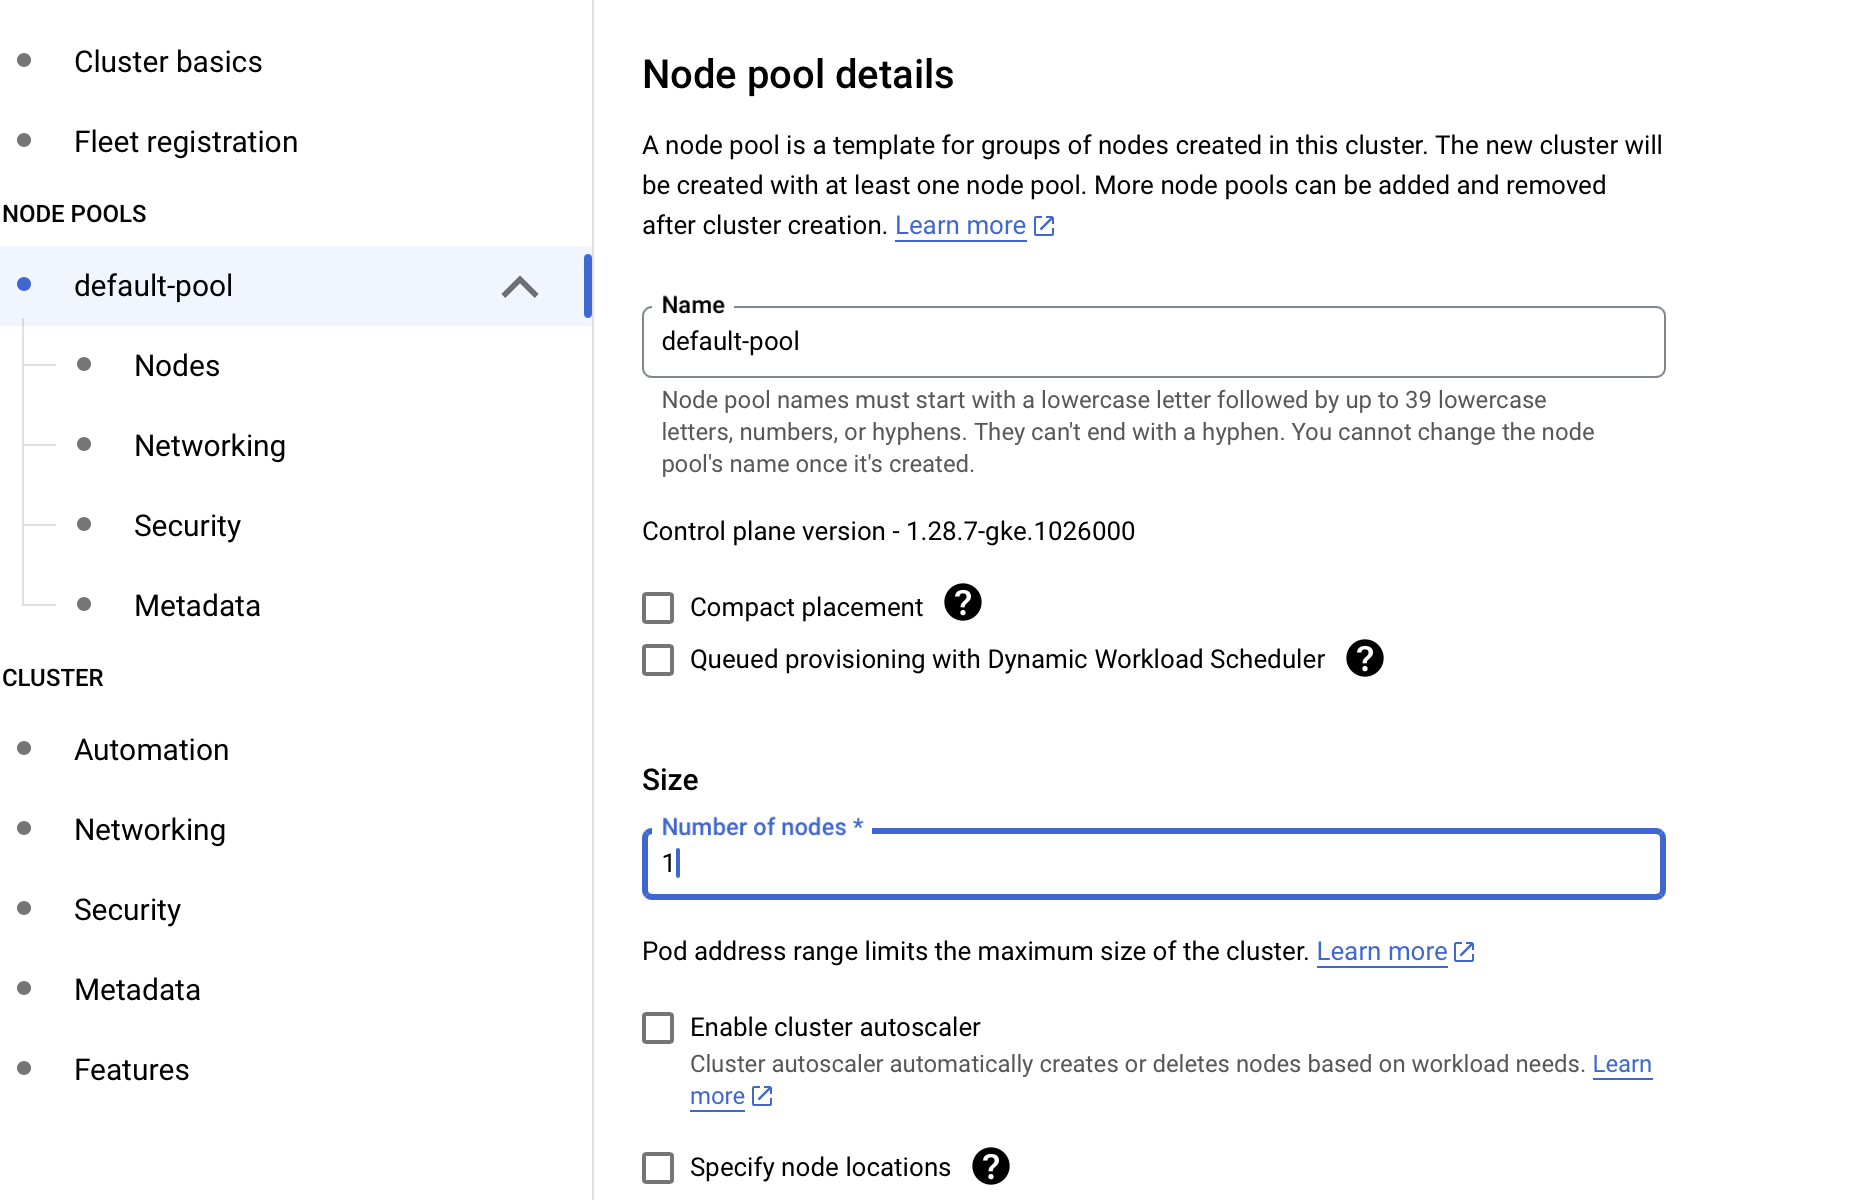 Cluster basics
Fleet registration
NODE POOLS
default-pool
Nodes
Networking
Security
Metadata
CLUSTER
Automation
Networking
Security
Metadata
Features
Node pool details
A node pool is a template for groups of nodes created in this cluster. The new cluster will
be created with at least one node pool. More node pools can be added and removed
after cluster creation. Learn more
Name
default-pool
Node pool names must start with a lowercase letter followed by up to 39 lowercase
letters, numbers, or hyphens. They can't end with a hyphen. You cannot change the node
pool's name once it's created.
Control plane version - 1.28.7-gke.1026000
Compact placement ?
Queued provisioning with Dynamic Workload Scheduler ?
Size
Number of nodes *
1
Pod address range limits the maximum size of the cluster. Learn more
Enable cluster autoscaler
Cluster autoscaler automatically creates or deletes nodes based on workload needs. Learn
more
Specify node locations ?